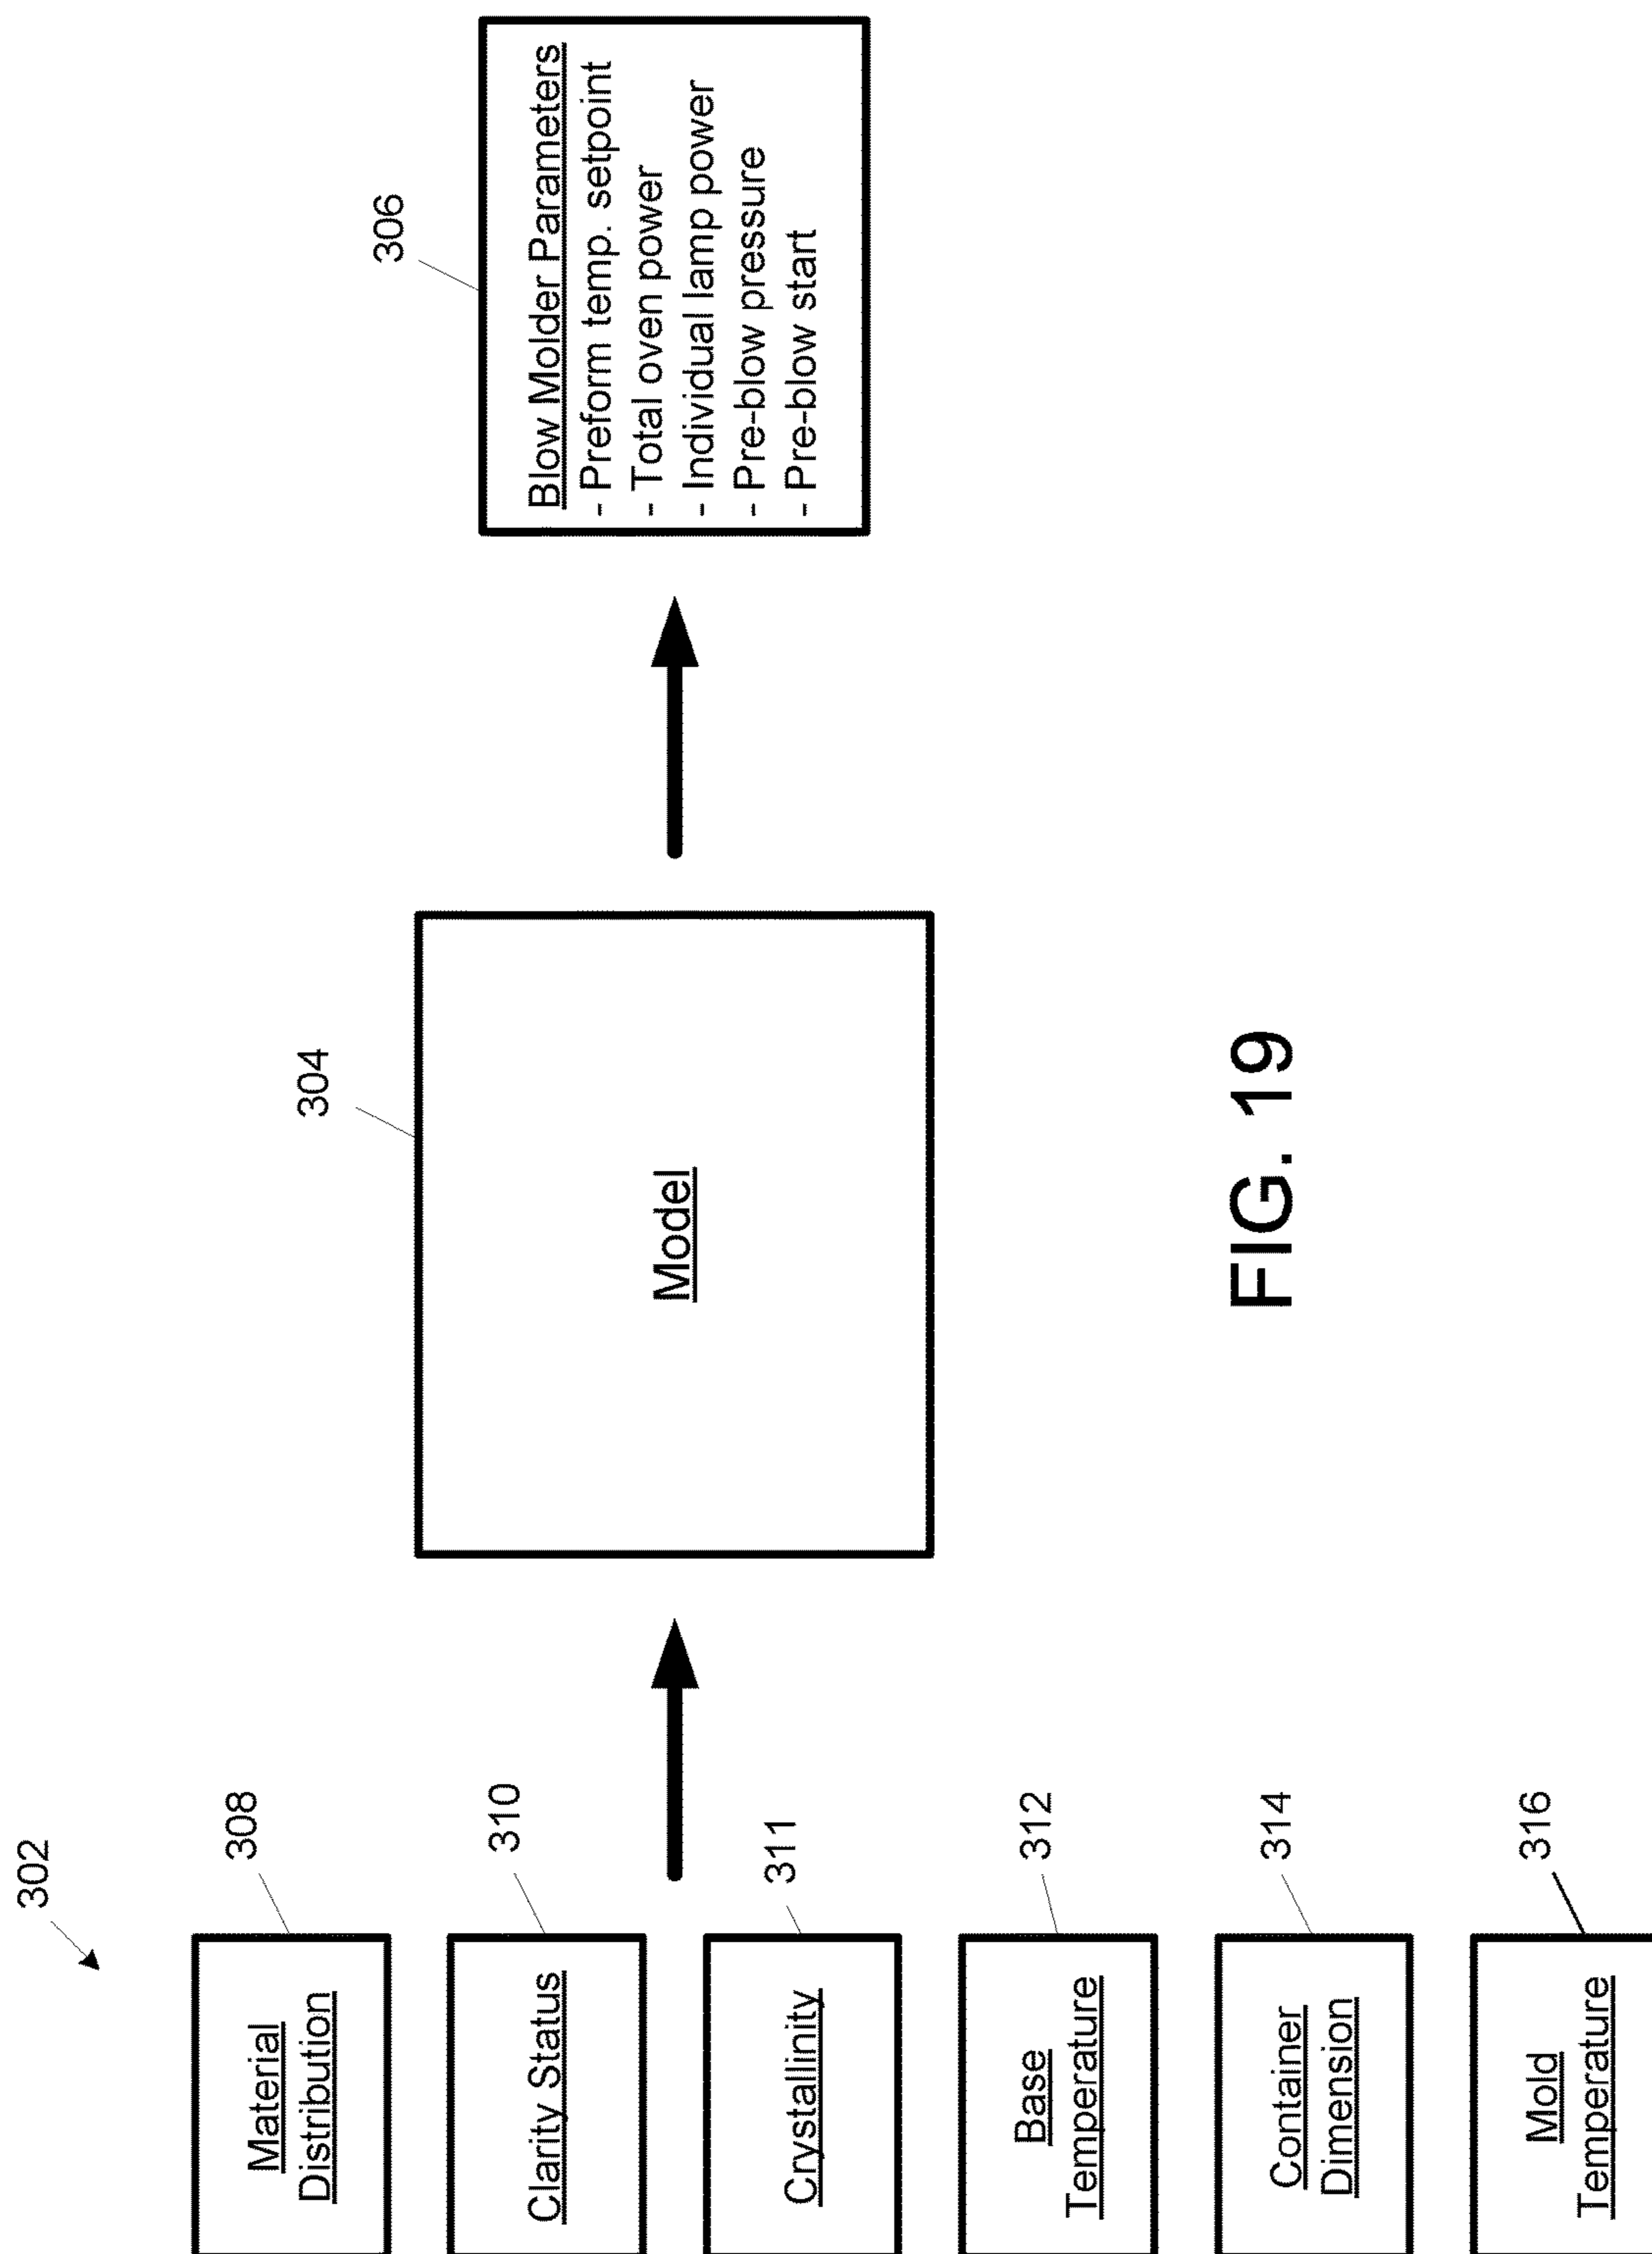 302
308
Material
Distribution
310
Clarity Status
311
Crystallinity
312
Base
Temperature
314
Container
Dimension
316
Mold
Temperature
304
Model
306
Blow Molder Parameters
- Preform temp. setpoint
- Total oven power
- Individual lamp power
- Pre-blow pressure
- Pre-blow start
FIG. 19